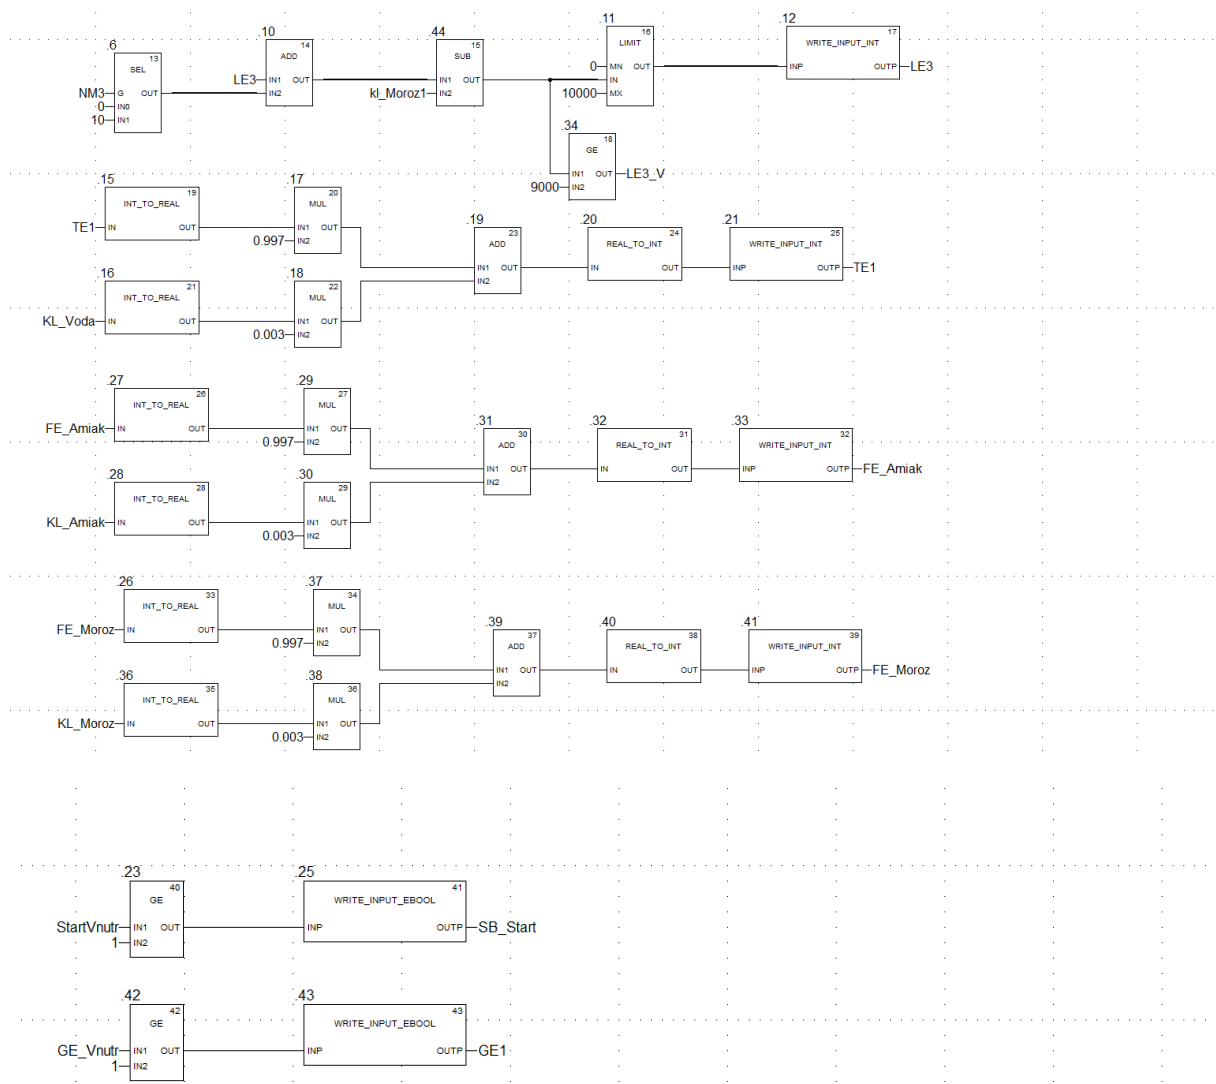 .6
13
SEL
NM3 G OUT
0 IN0
10 IN1
.10
14
ADD
LE3 IN1 OUT
IN2
.44
15
SUB
IN1 OUT
kl_Moroz1 IN2
.11
16
LIMIT
0 MN OUT
IN
10000 MX
.12
17
WRITE_INPUT_INT
INP OUTP LE3
.34
18
GE
IN1 OUT LE3_V
9000 IN2
.15
19
INT_TO_REAL
TE1 IN OUT
.17
20
MUL
IN1 OUT
0.997 IN2
.16
21
INT_TO_REAL
KL_Voda IN OUT
.18
22
MUL
IN1 OUT
0.003 IN2
.19
23
ADD
IN1 OUT
IN2
.20
24
REAL_TO_INT
IN OUT
.21
25
WRITE_INPUT_INT
INP OUTP TE1
.27
26
INT_TO_REAL
FE_Amiak IN OUT
.29
27
MUL
IN1 OUT
0.997 IN2
.28
28
INT_TO_REAL
KL_Amiak IN OUT
.30
29
MUL
IN1 OUT
0.003 IN2
.31
30
ADD
IN1 OUT
IN2
.32
31
REAL_TO_INT
IN OUT
.33
32
WRITE_INPUT_INT
INP OUTP FE_Amiak
.26
33
INT_TO_REAL
FE_Moroz IN OUT
.37
34
MUL
IN1 OUT
0.997 IN2
.36
35
INT_TO_REAL
KL_Moroz IN OUT
.38
36
MUL
IN1 OUT
0.003 IN2
.39
37
ADD
IN1 OUT
IN2
.40
38
REAL_TO_INT
IN OUT
.41
39
WRITE_INPUT_INT
INP OUTP FE_Moroz
.23
40
GE
StartVnutr IN1 OUT
1 IN2
.25
41
WRITE_INPUT_EBOOL
INP OUTP SB_Start
.42
42
GE
GE_Vnutr IN1 OUT
1 IN2
.43
43
WRITE_INPUT_EBOOL
INP OUTP GE1